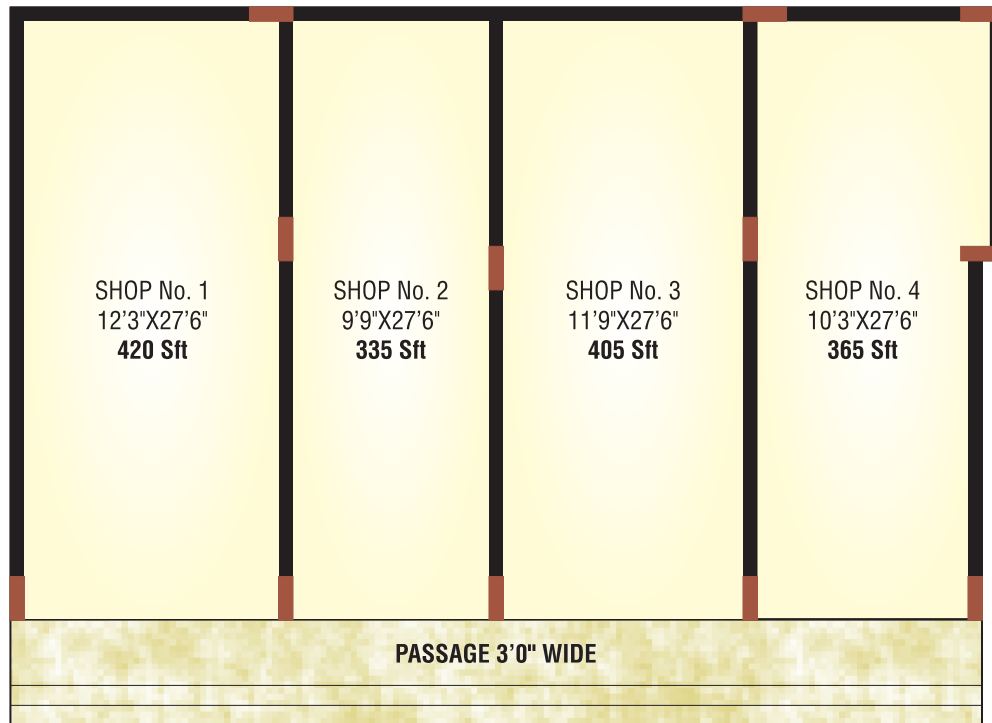 SHOP No. 1
12’3"X27’6"
420 Sft
SHOP No. 2
9’9"X27’6"
335 Sft
SHOP No. 3
11’9"X27’6"
405 Sft
SHOP No. 4
10’3"X27’6"
365 Sft
PASSAGE 3’0" WIDE